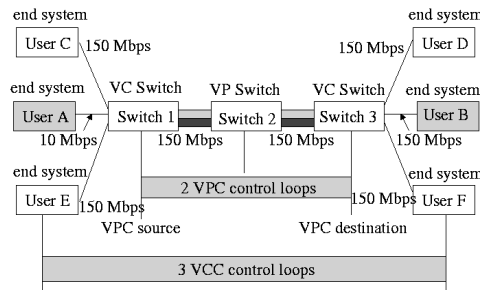 end system
end system
User C
150 Mbps
150 Mbps
User D
end system
VC Switch
VP Switch
VC Switch
end system
User A
Switch 1
Switch 2
Switch 3
User B
10 Mbps
150 Mbps
150 Mbps
150 Mbps
end system
end system
2 VPC control loops
User E
150 Mbps
150 Mbps
User F
VPC source
VPC destination
3 VCC control loops